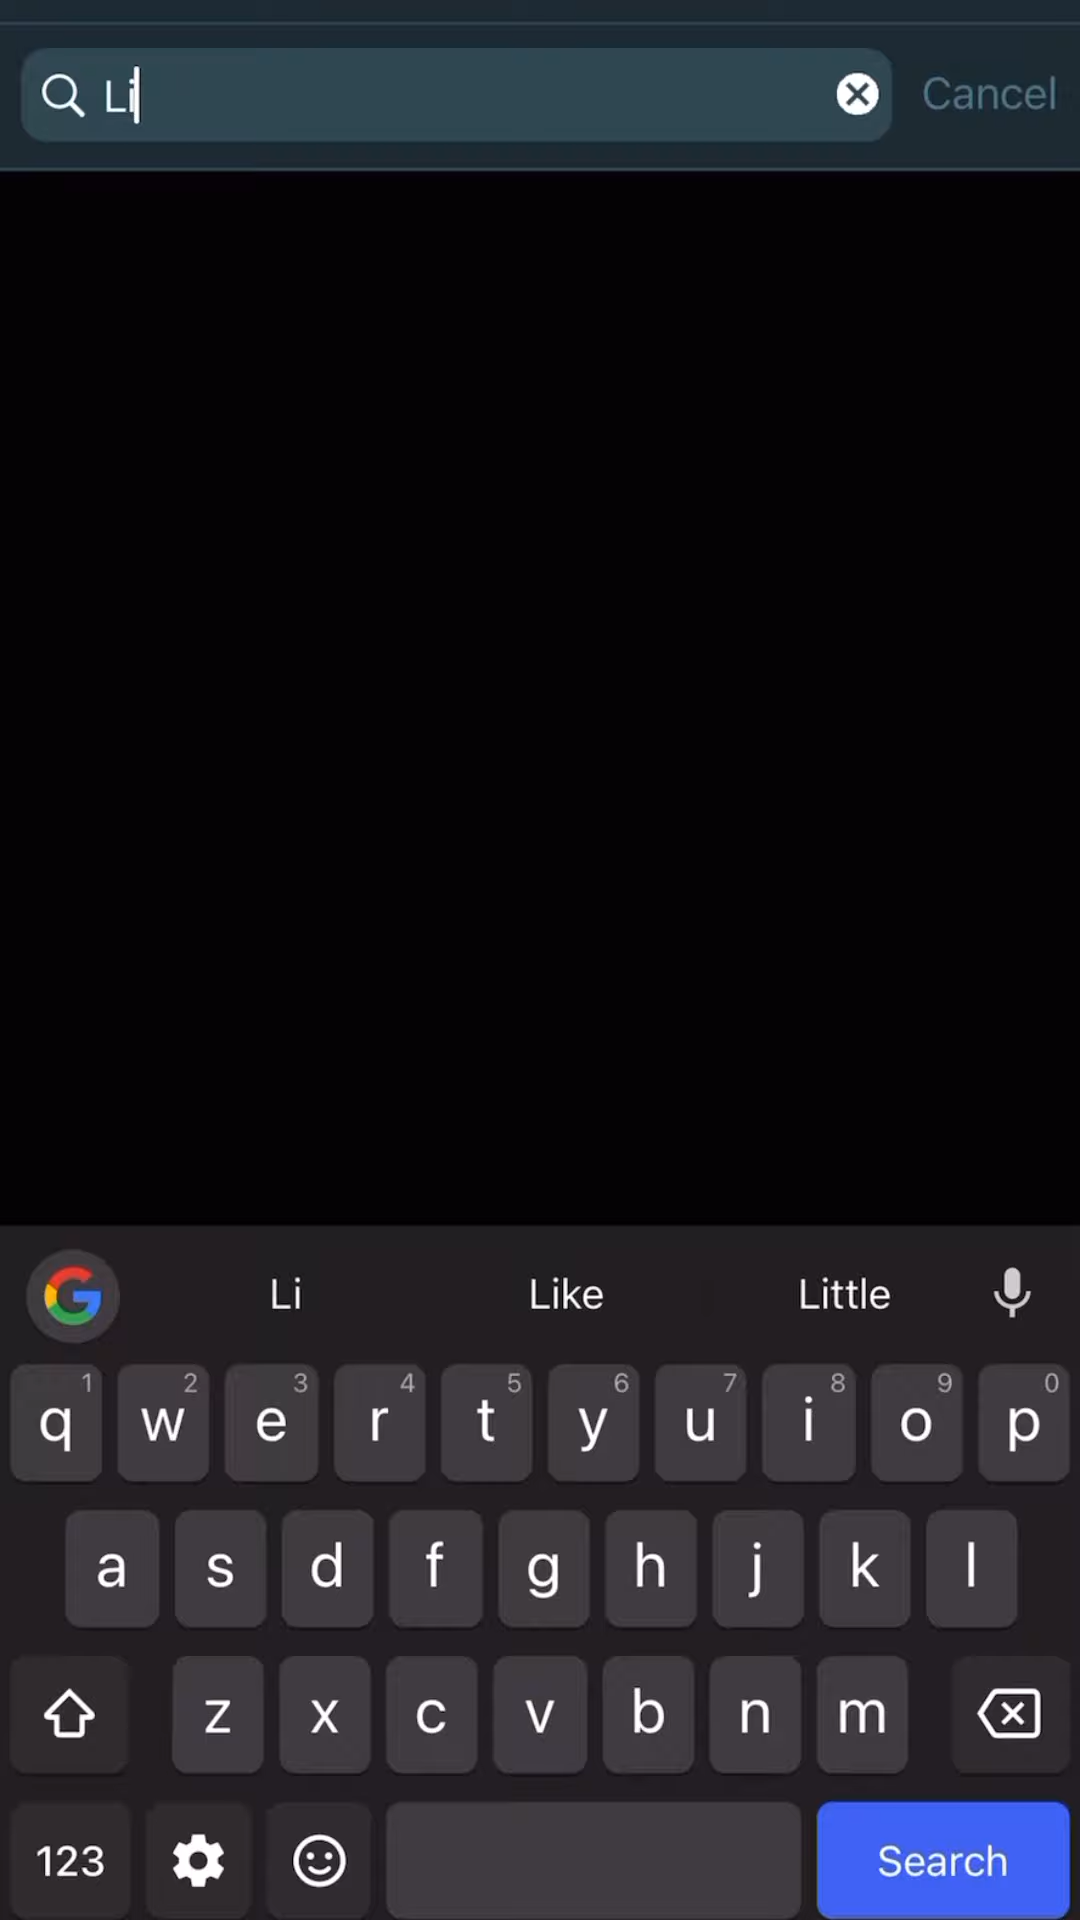 Li Cancel
Li Like Little
1 2 3 4 5 6 7 8 9 0
q w e r t y u i o p
a s d f g h j k l
z x c v b n m
123 Search